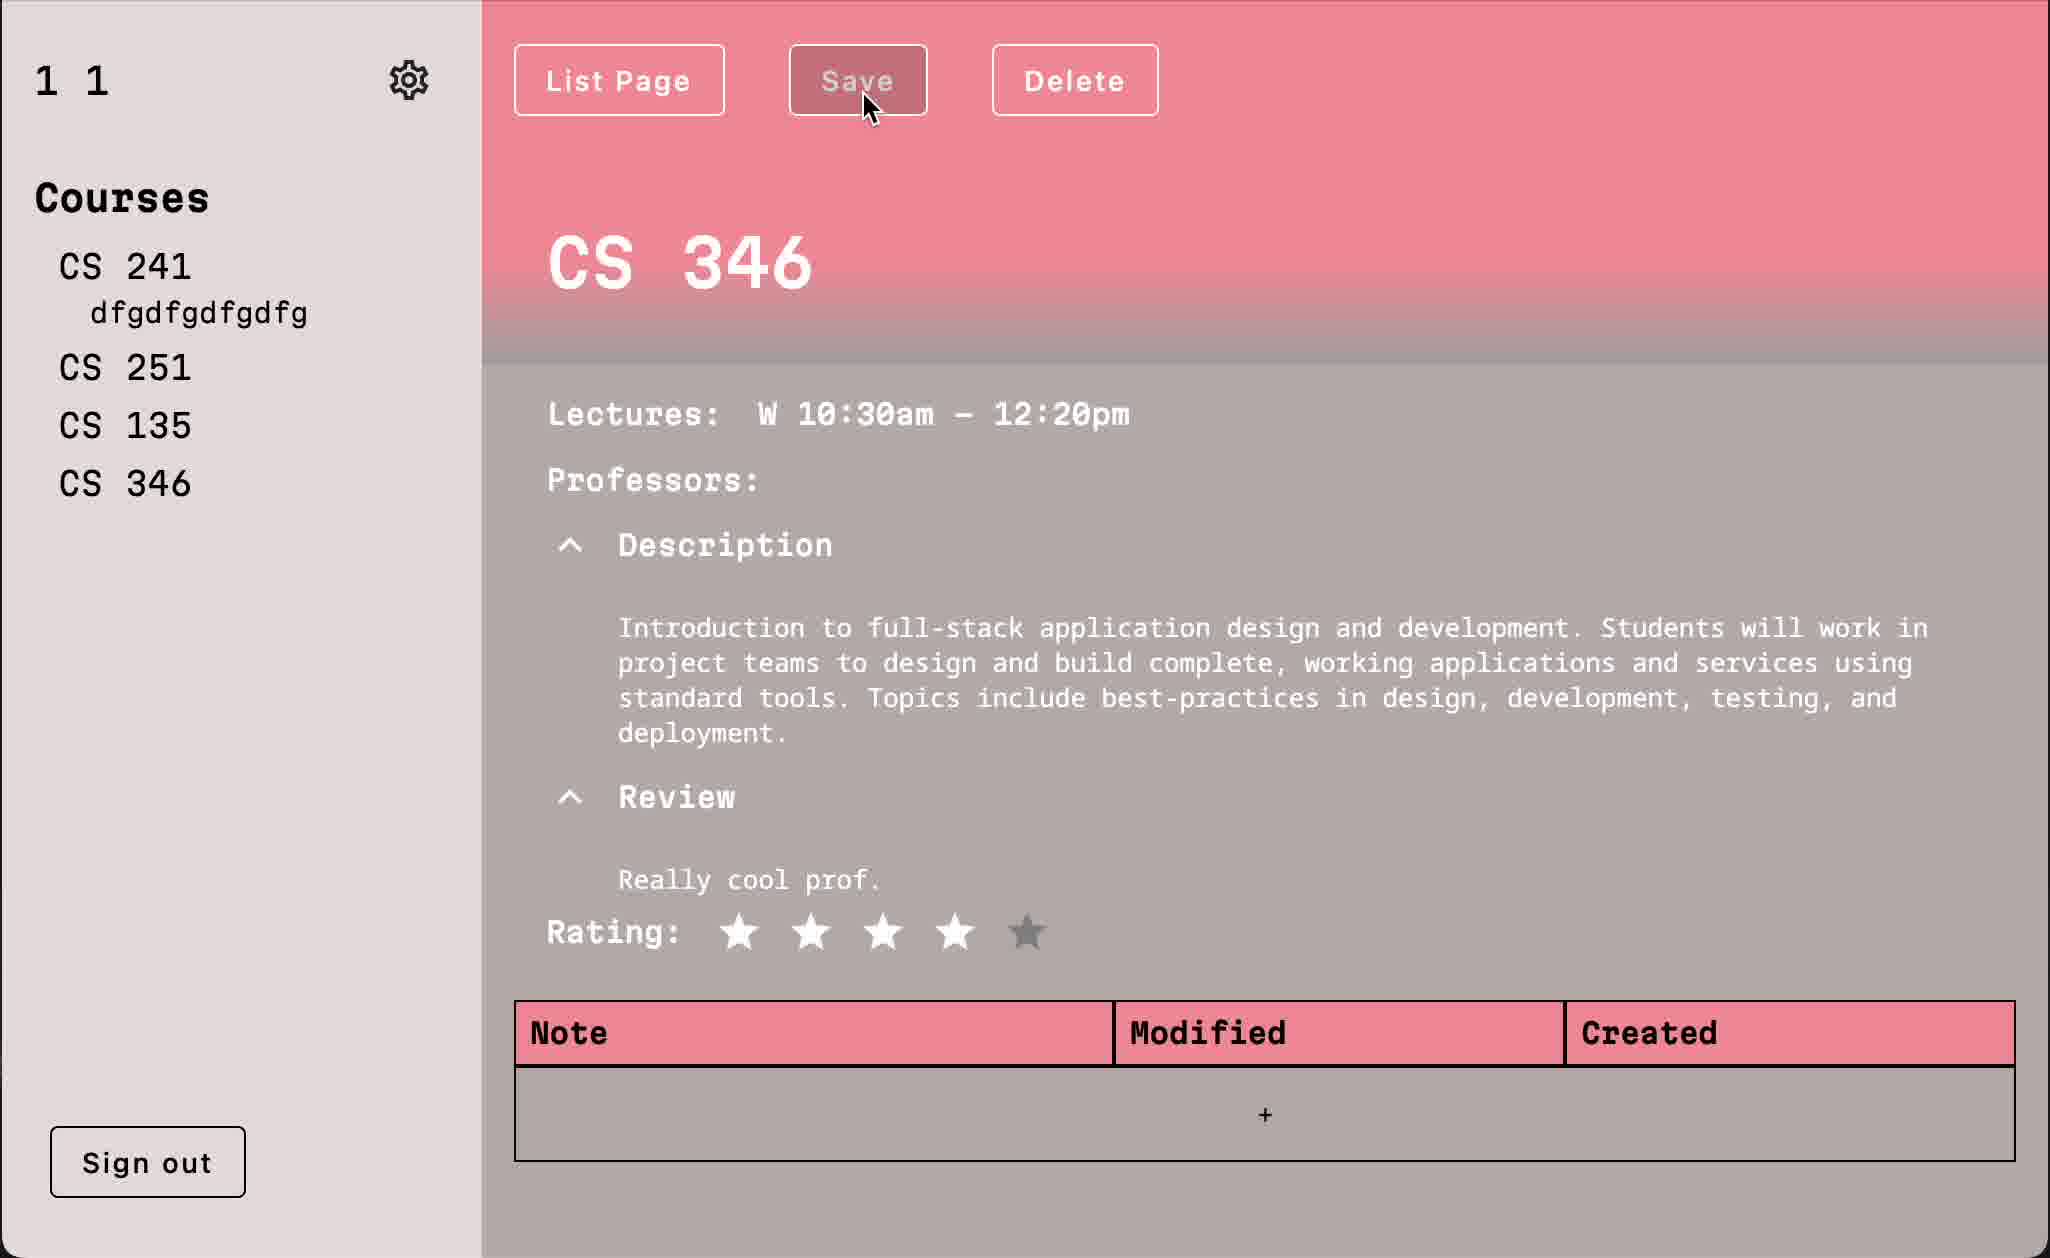 1 1
Courses
CS 241
dfgdfgdfgdfg
CS 251
CS 135
CS 346
Sign out
List Page
Save
Delete
CS 346
Lectures: W 10:30am - 12:20pm
Professors:
Description
Introduction to full-stack application design and development. Students will work in
project teams to design and build complete, working applications and services using
standard tools. Topics include best-practices in design, development, testing, and
deployment.
Review
Really cool prof.
Rating:
Note Modified Created
+